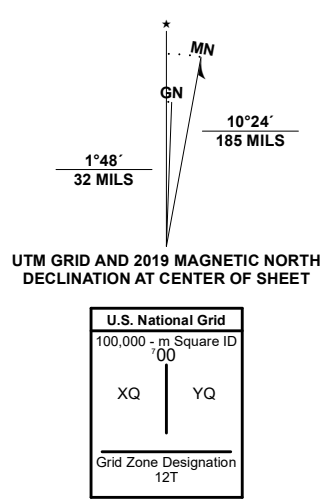 ★
MN
GN
10°24´
185 MILS
1°48´
32 MILS
UTM GRID AND 2019 MAGNETIC NORTH
DECLINATION AT CENTER OF SHEET
U.S. National Grid
100,000 - m Square ID
⁷00
XQ YQ
Grid Zone Designation
12T